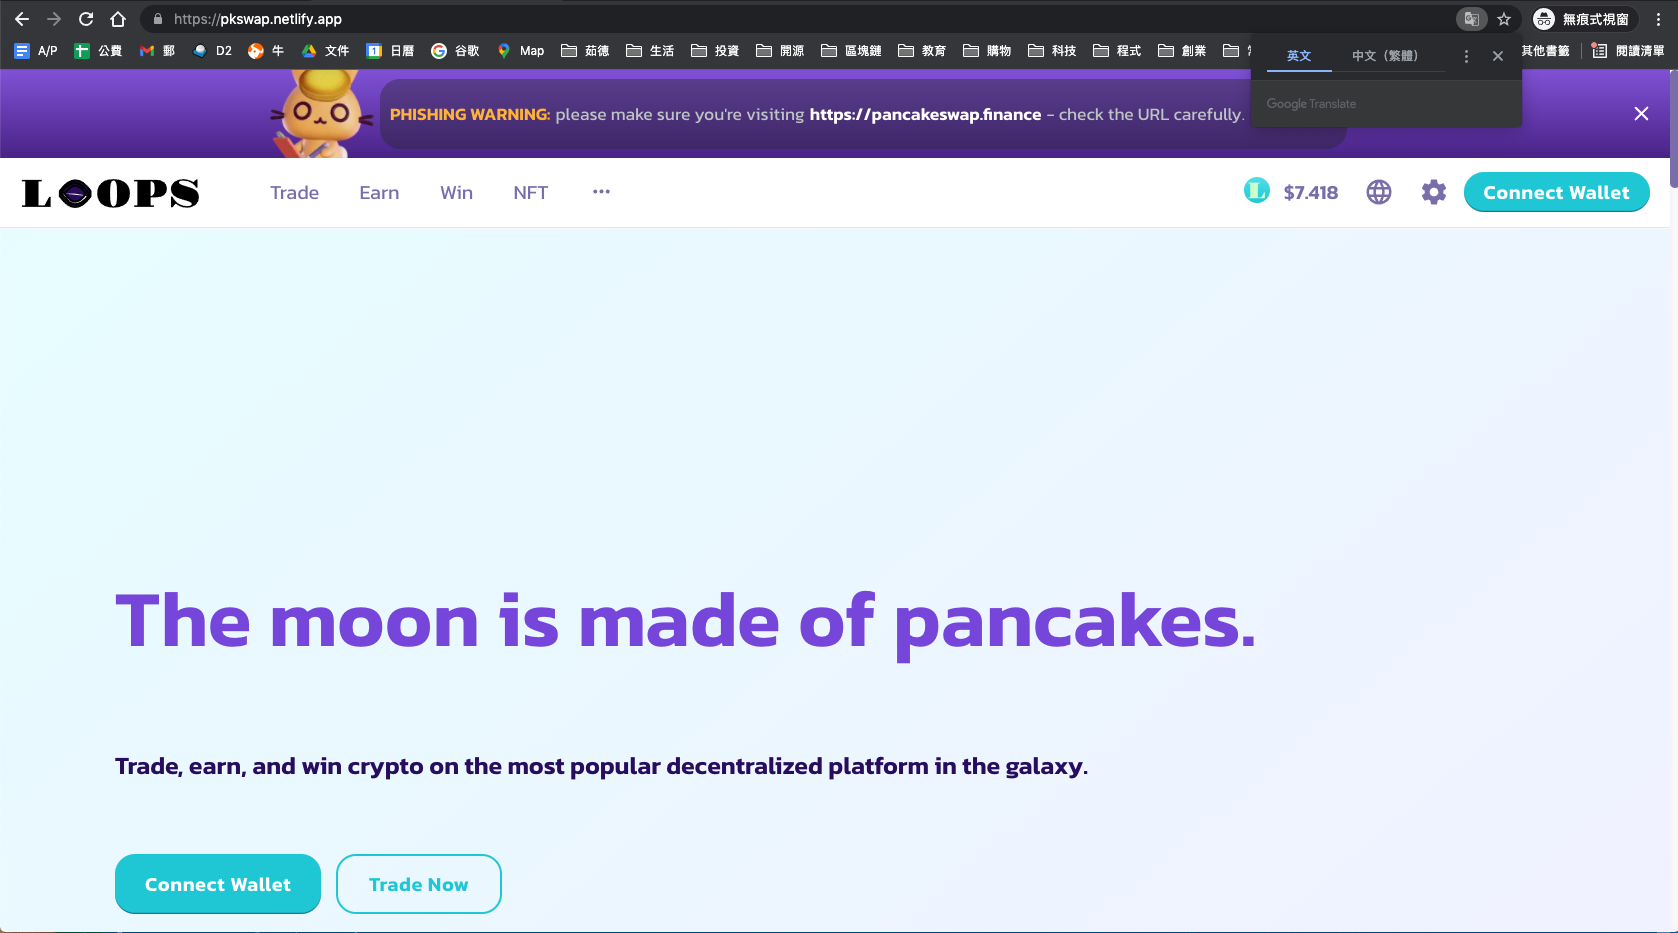 https://pkswap.netlify.app
無痕式視窗
A/P
公費
郵
D2
牛
文件
日曆
谷歌
Map
茹德
生活
投資
開源
區塊鏈
教育
購物
科技
程式
創業
其他書籤
閱讀清單
英文
中文（繁體）
Google Translate
PHISHING WARNING: please make sure you're visiting https://pancakeswap.finance - check the URL carefully.
LOOPS
Trade
Earn
Win
NFT
L
$7.418
Connect Wallet
The moon is made of pancakes.
Trade, earn, and win crypto on the most popular decentralized platform in the galaxy.
Connect Wallet
Trade Now